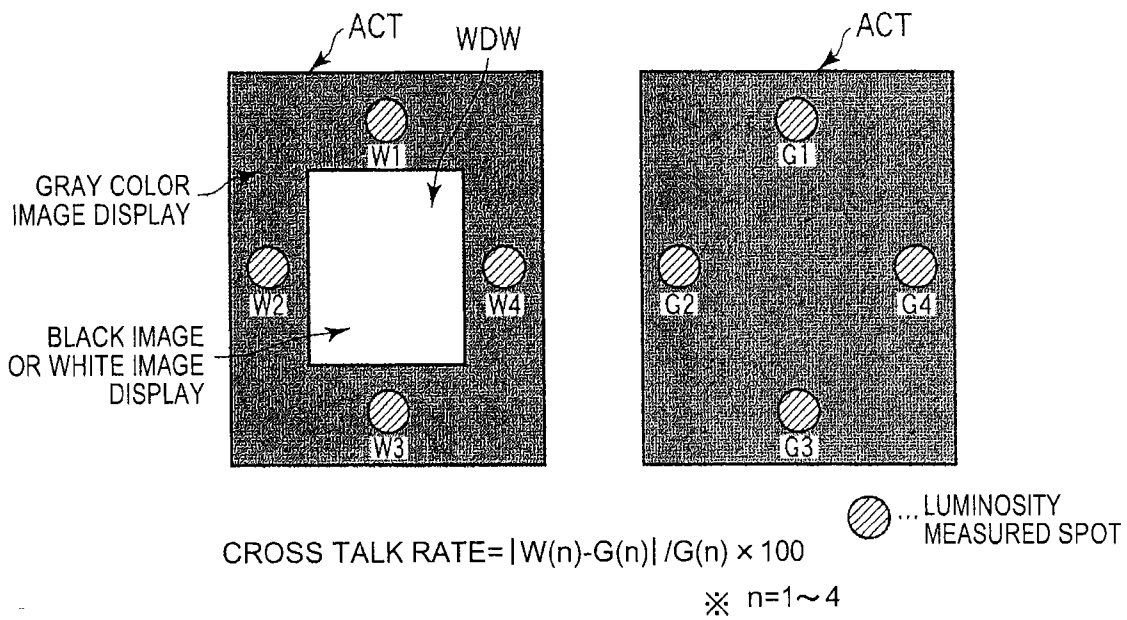 ACT
WDW
ACT
W1
G1
GRAY COLOR
IMAGE DISPLAY
W2
W4
G2
G4
BLACK IMAGE
OR WHITE IMAGE
DISPLAY
W3
G3
... LUMINOSITY
MEASURED SPOT
CROSS TALK RATE=|W(n)-G(n)| /G(n) × 100
※ n=1～4